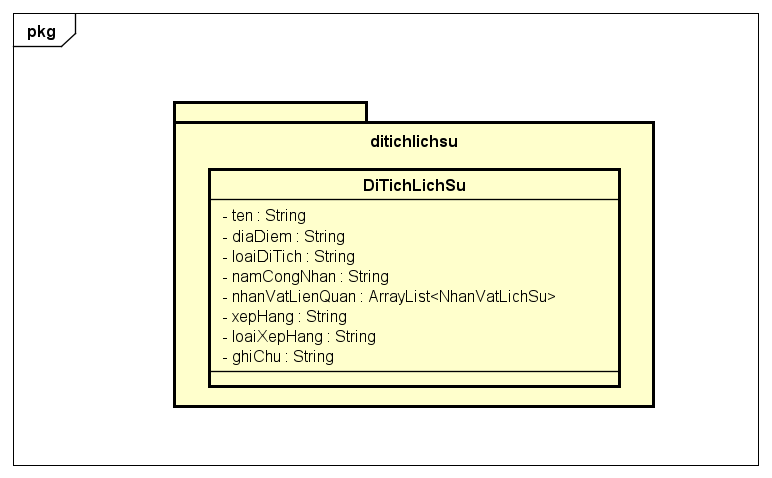 pkg
ditichlichsu
DiTichLichSu
- ten : String
- diaDiem : String
- loaiDiTich : String
- namCongNhan : String
- nhanVatLienQuan : ArrayList<NhanVatLichSu>
- xepHang : String
- loaiXepHang : String
- ghiChu : String